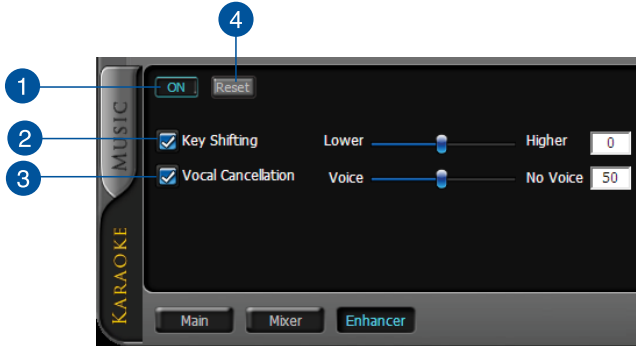 4
1
ON
Reset
MUSIC
2
Key Shifting
Lower
Higher
0
3
Vocal Cancellation
Voice
No Voice
50
KARAOKE
Main
Mixer
Enhancer